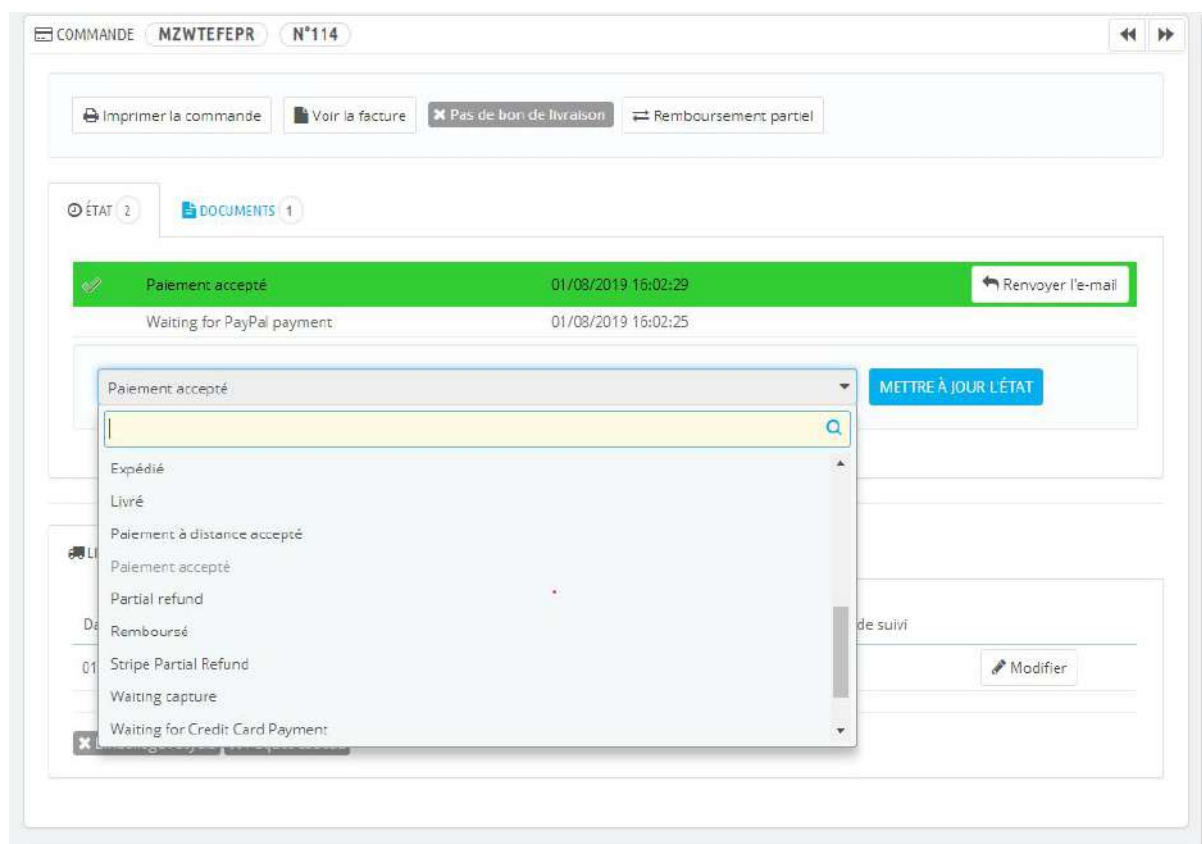 COMMANDE MZWTEFEPR N°114
Imprimer la commande Voir la facture Pas de bon de livraison Remboursement partiel
ÉTAT 2 DOCUMENTS 1
Paiement accepté 01/08/2019 16:02:29 Renvoyer l'e-mail
Waiting for PayPal payment 01/08/2019 16:02:25
Paiement accepté METTRE À JOUR L'ÉTAT
Expédié
Livré
Paiement à distance accepté
Paiement accepté
Partial refund
Remboursé
de suivi
01 Stripe Partial Refund Modifier
Waiting capture
Waiting for Credit Card Payment